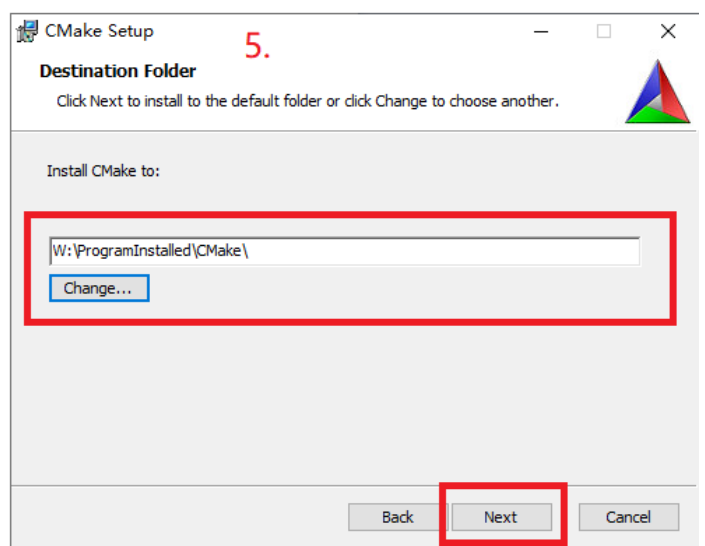 CMake Setup
5.
Destination Folder
Click Next to install to the default folder or click Change to choose another.
Install CMake to:
W:\ProgramInstalled\CMake\
Change...
Back Next Cancel